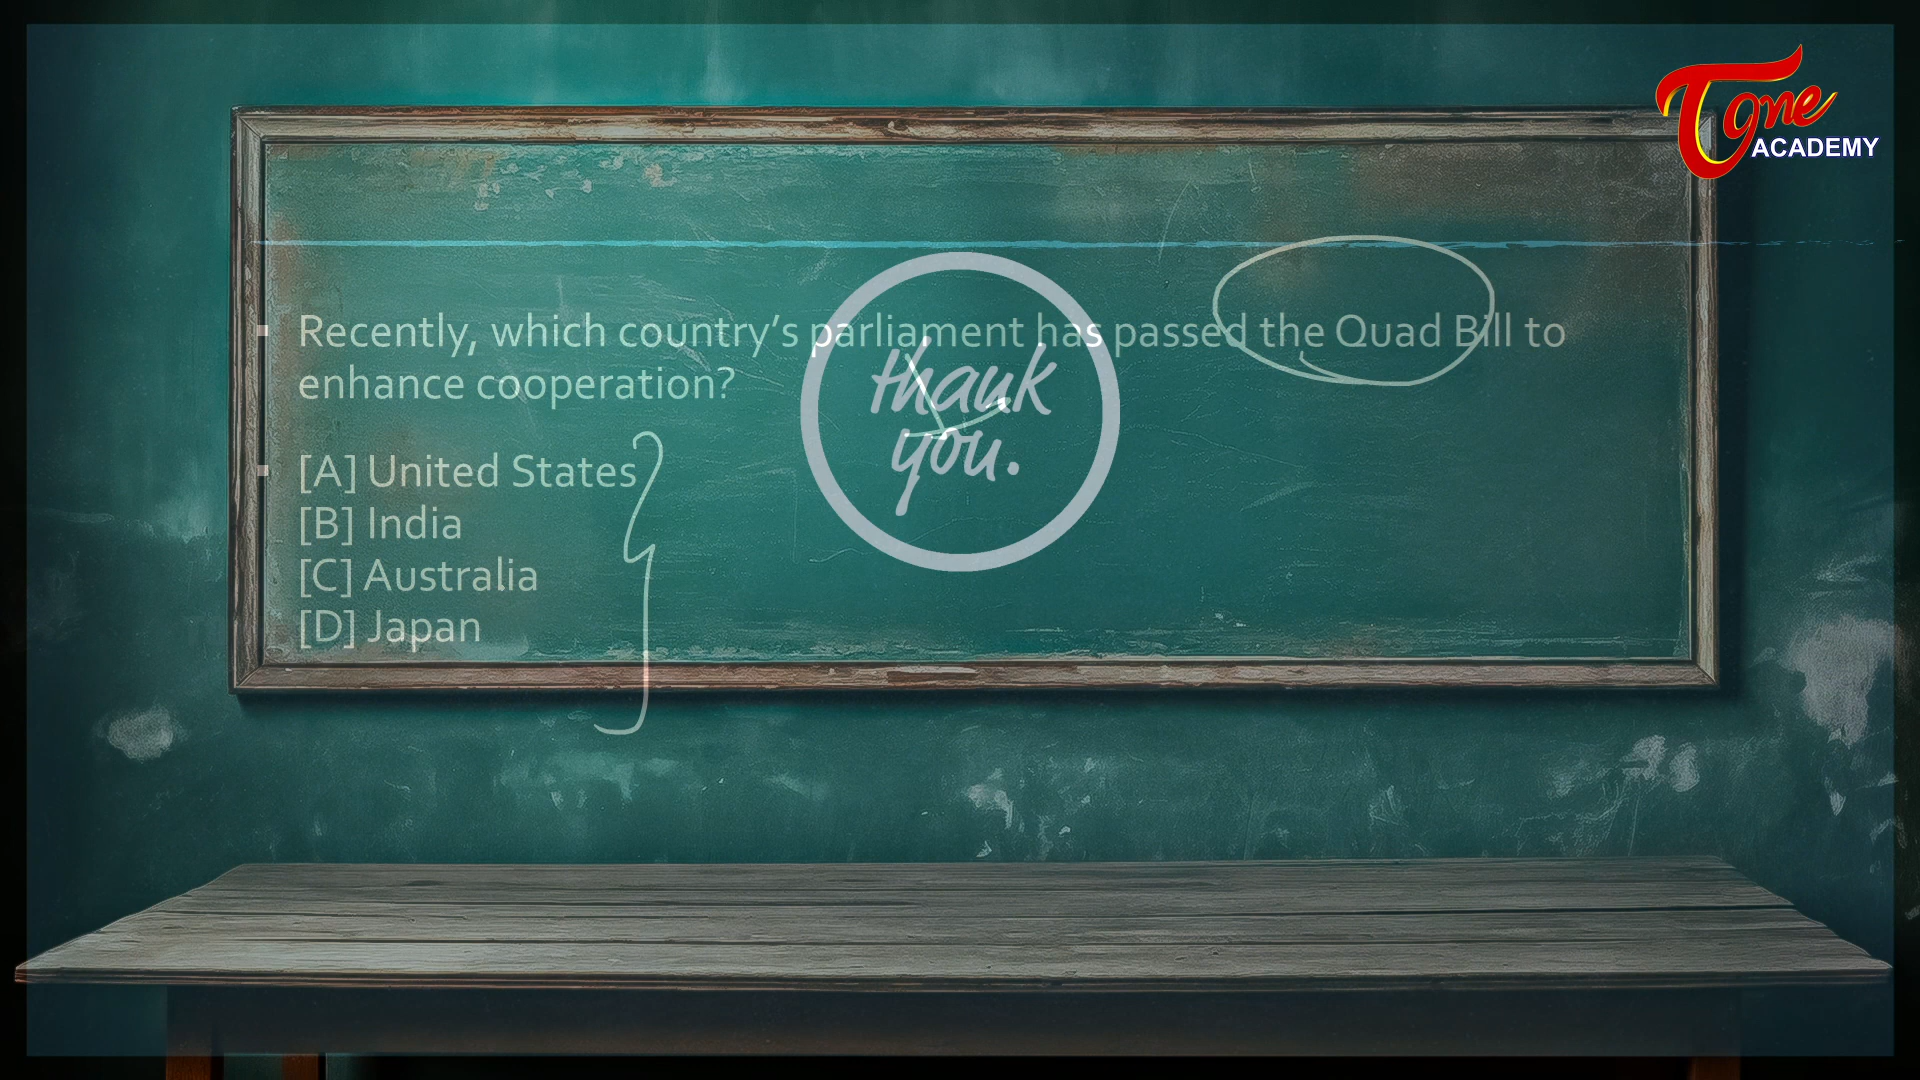 Tone
ACADEMY
Recently, which country's parliament has passed the Quad Bill to
enhance cooperation?
thank
you.
[A] United States
[B] India
[C] Australia
[D] Japan